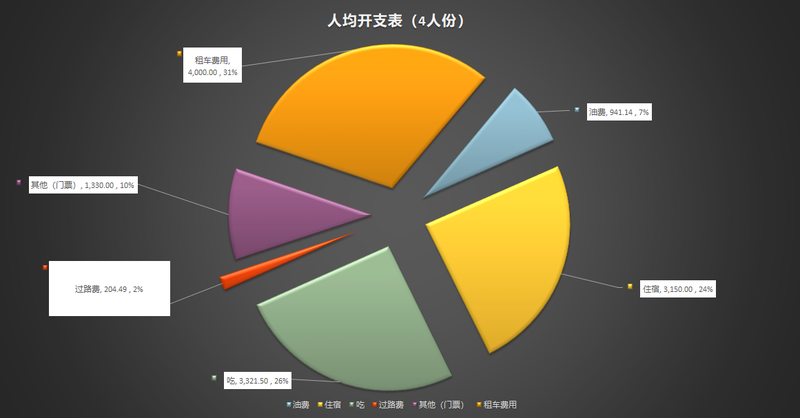 人均开支表（4人份）
租车费用,
4,000.00 , 31%
油费, 941.14 , 7%
其他（门票）, 1,330.00 , 10%
过路费, 204.49 , 2%
住宿, 3,150.00 , 24%
吃, 3,321.50 , 26%
油费 住宿 吃 过路费 其他（门票） 租车费用